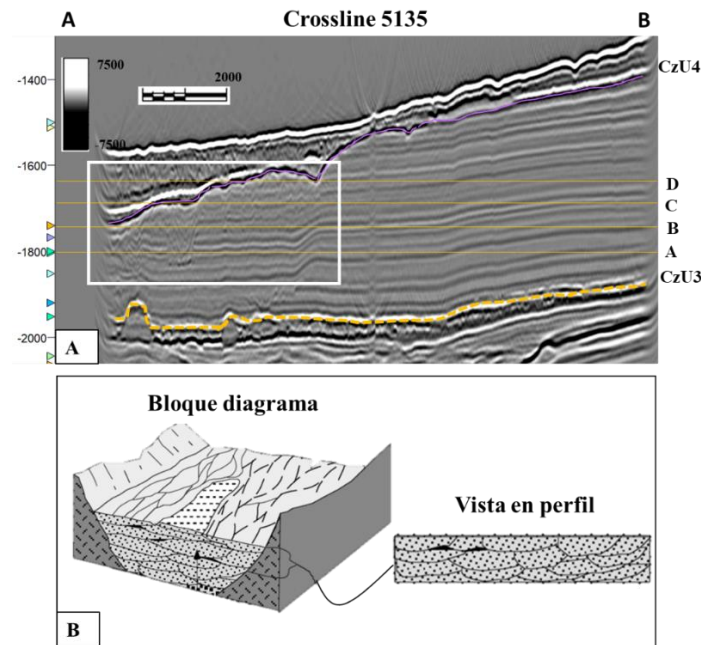 A
Crossline 5135
B
CzU4
7500
2000
-1400
-7500
-1600
D
C
B
-1800
A
CzU3
-2000
A
Bloque diagrama
Vista en perfil
B